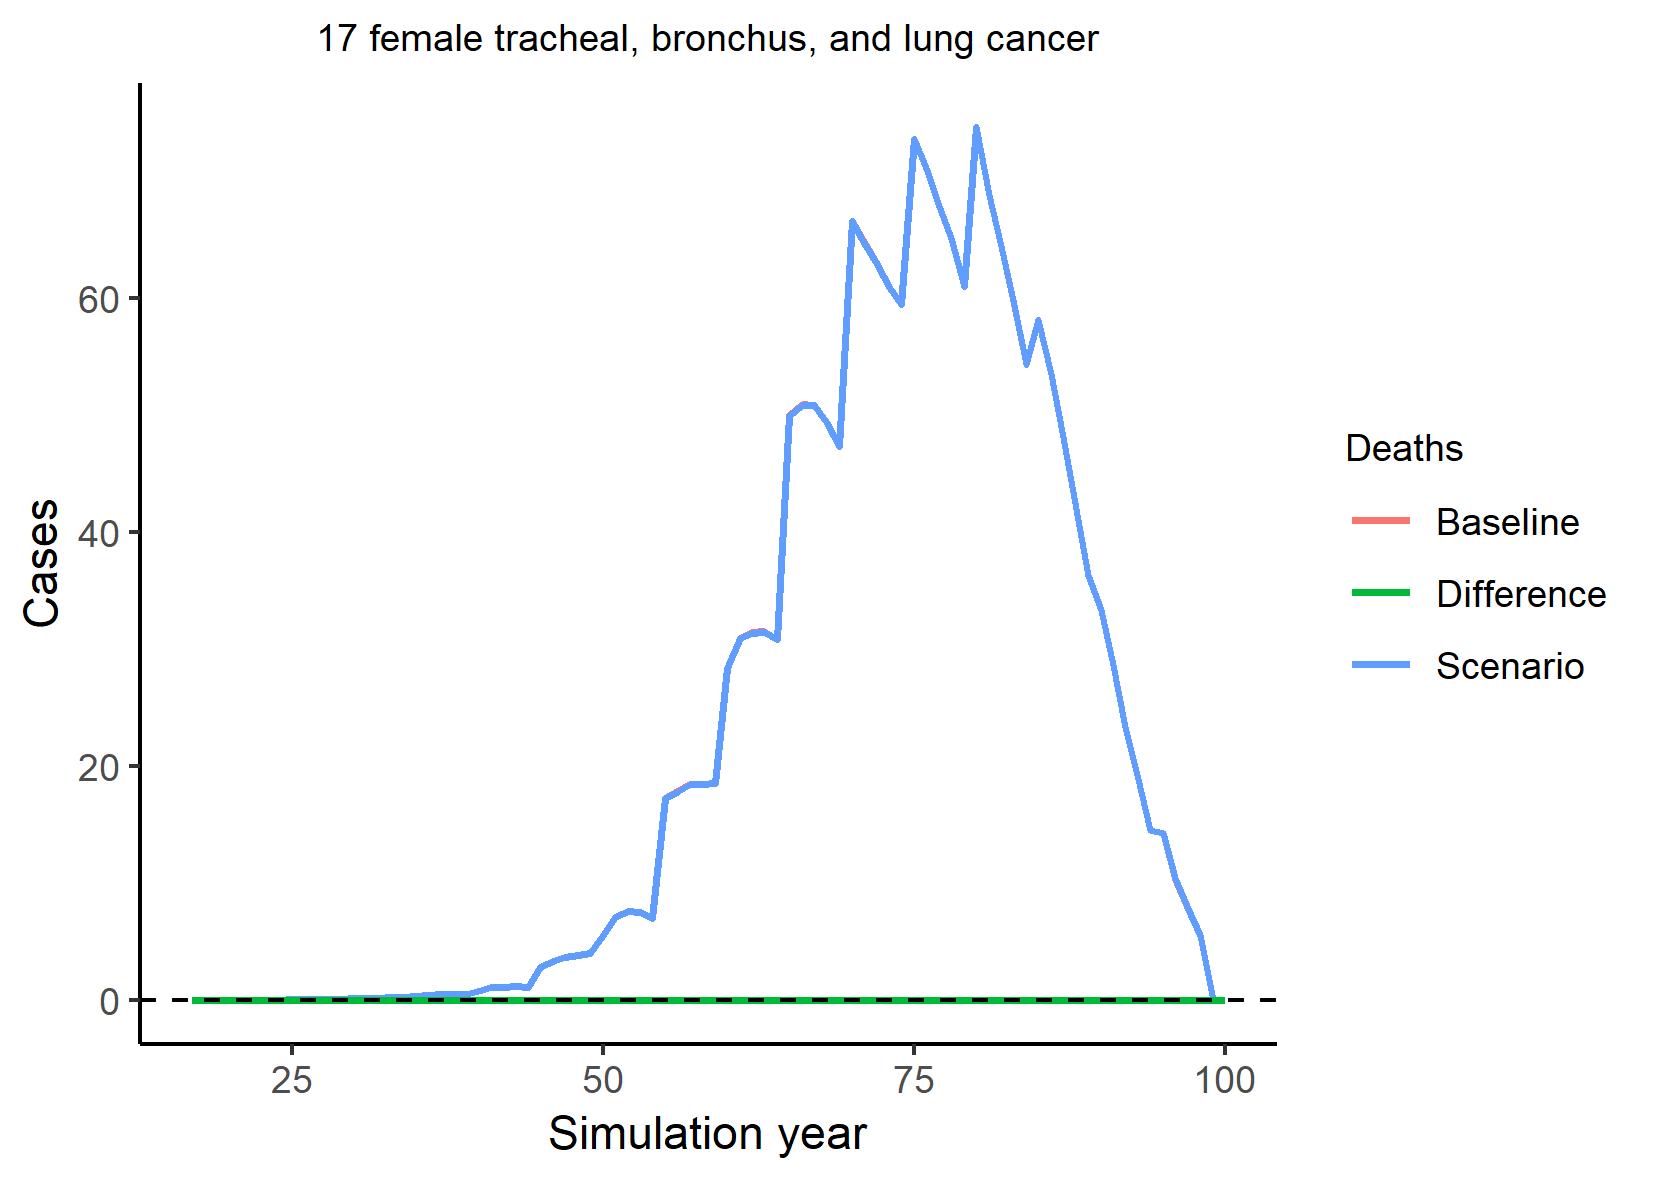 17 female tracheal, bronchus, and lung cancer
Cases
60
40
20
0
25 50 75 100
Simulation year
Deaths
Baseline
Difference
Scenario